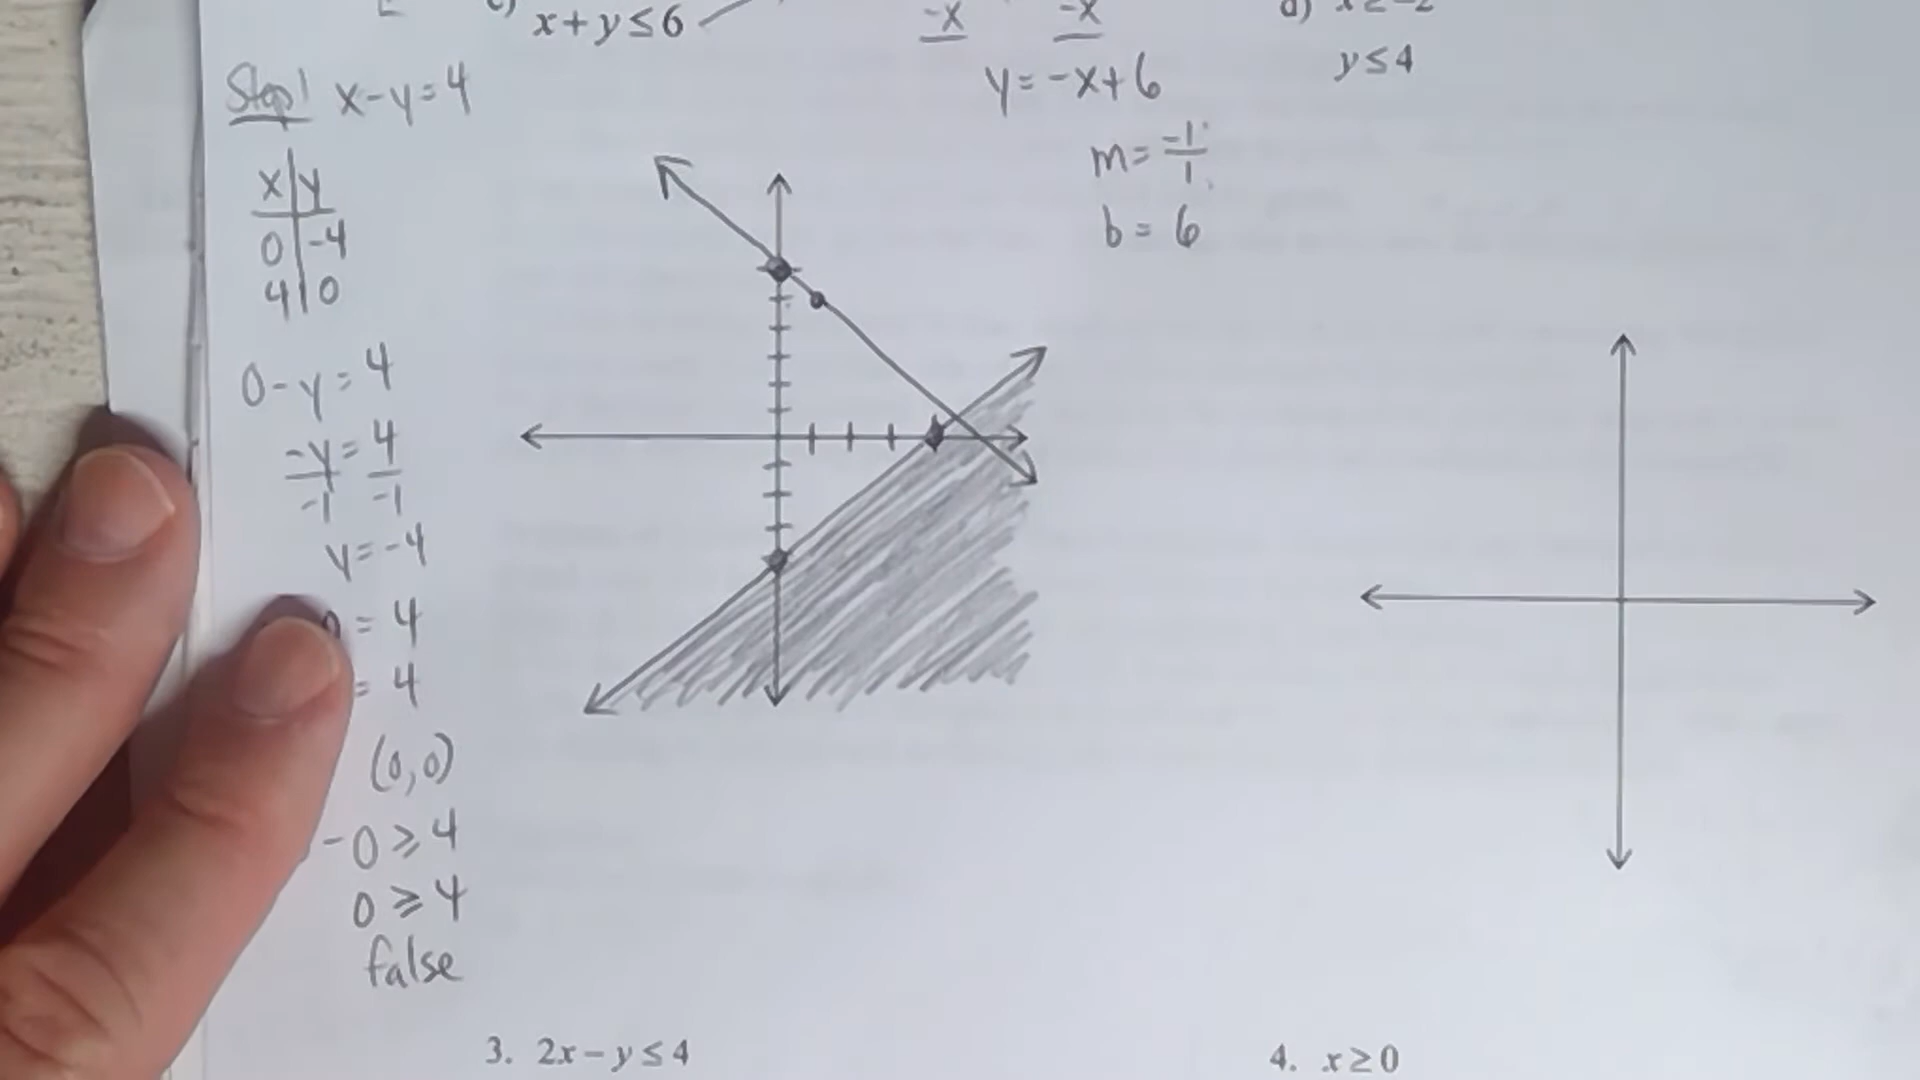 c) x+y≤6
-x -x
d) x≥-2
y≤4
Step 1 x-y=4
y=-x+6
x|y
0|-4
4|0
m=-1/1
b=6
0-y=4
-y=4
-1 -1
y=-4
=4
=4
(0,0)
-0≥4
0≥4
false
3. 2x-y≤4
4. x≥0